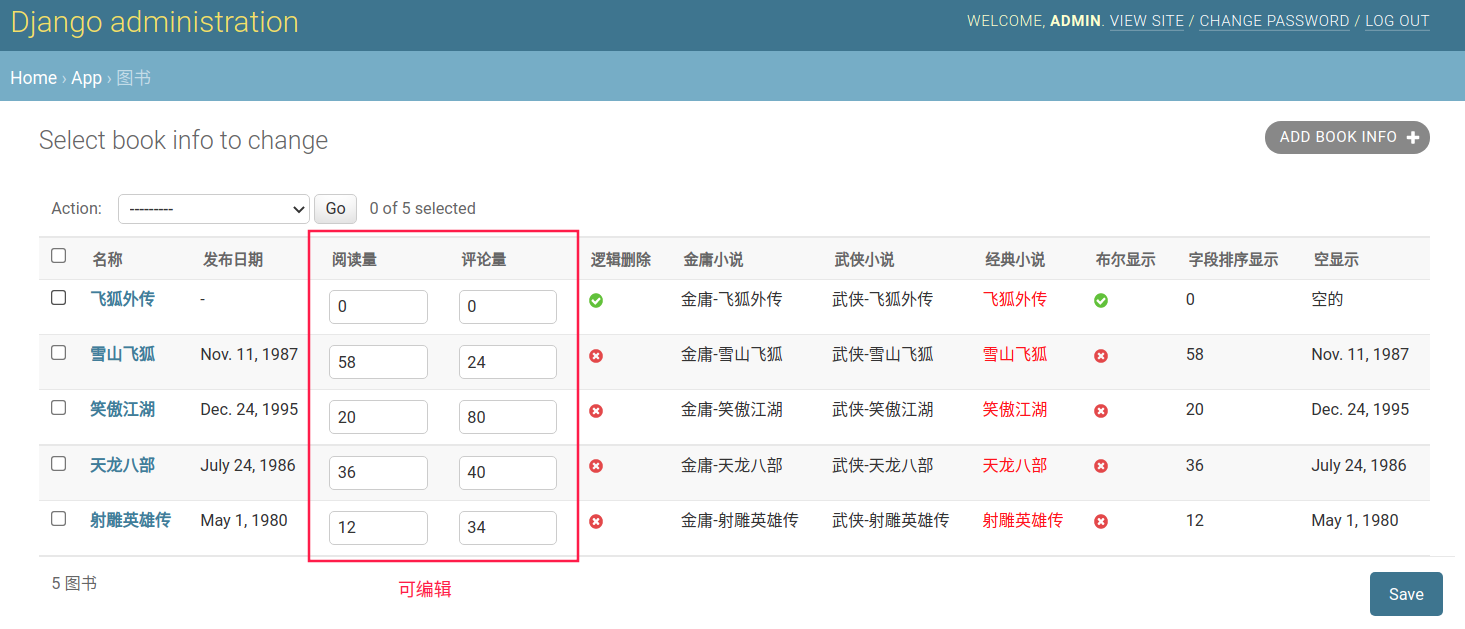 Django administration
WELCOME, ADMIN. VIEW SITE / CHANGE PASSWORD / LOG OUT
Home › App › 图书
Select book info to change
ADD BOOK INFO +
Action: --------- Go 0 of 5 selected
名称 发布日期 阅读量 评论量 逻辑删除 金庸小说 武侠小说 经典小说 布尔显示 字段排序显示 空显示
飞狐外传 - 0 0 金庸-飞狐外传 武侠-飞狐外传 飞狐外传 0 空的
雪山飞狐 Nov. 11, 1987 58 24 金庸-雪山飞狐 武侠-雪山飞狐 雪山飞狐 58 Nov. 11, 1987
笑傲江湖 Dec. 24, 1995 20 80 金庸-笑傲江湖 武侠-笑傲江湖 笑傲江湖 20 Dec. 24, 1995
天龙八部 July 24, 1986 36 40 金庸-天龙八部 武侠-天龙八部 天龙八部 36 July 24, 1986
射雕英雄传 May 1, 1980 12 34 金庸-射雕英雄传 武侠-射雕英雄传 射雕英雄传 12 May 1, 1980
5 图书
可编辑
Save